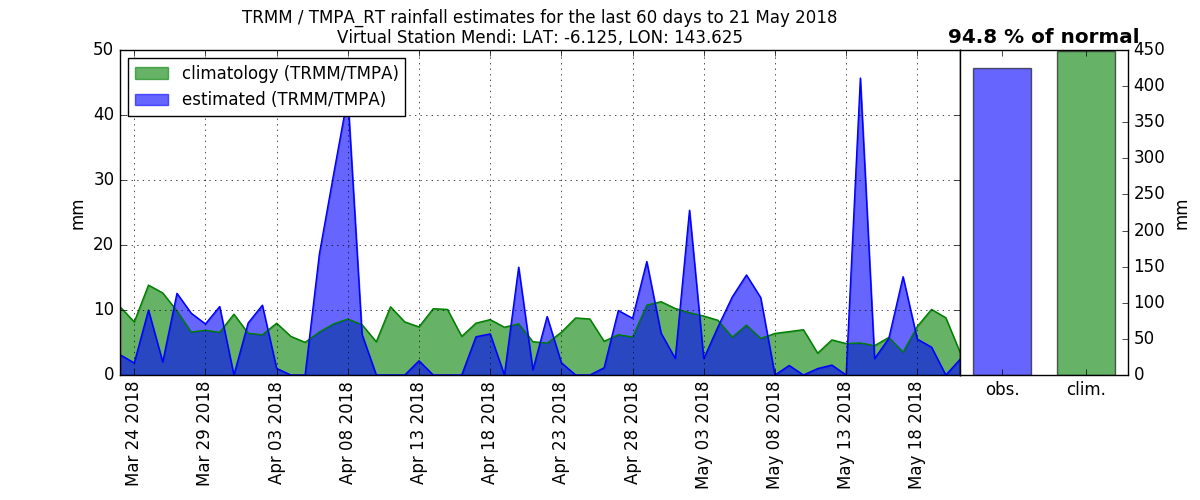 TRMM / TMPA_RT rainfall estimates for the last 60 days to 21 May 2018
Virtual Station Mendi: LAT: -6.125, LON: 143.625
94.8 % of normal
climatology (TRMM/TMPA)
estimated (TRMM/TMPA)
mm
50
40
30
20
10
0
Mar 24 2018
Mar 29 2018
Apr 03 2018
Apr 08 2018
Apr 13 2018
Apr 18 2018
Apr 23 2018
Apr 28 2018
May 03 2018
May 08 2018
May 13 2018
May 18 2018
450
400
350
300
250
200
150
100
50
0
mm
obs.
clim.